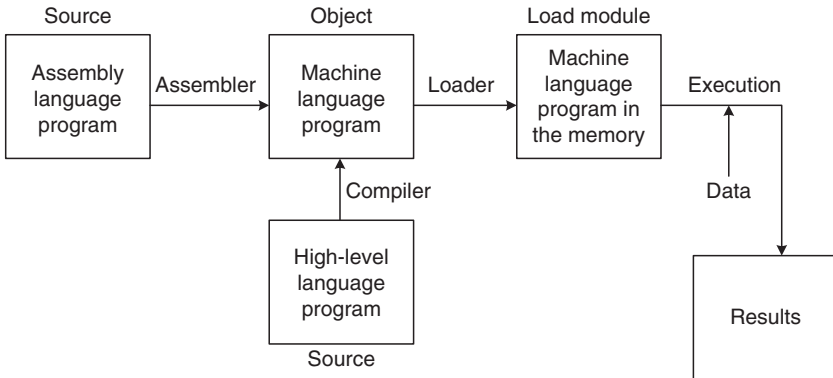 Source
Assembly
language
program
Assembler
Object
Machine
language
program
Loader
Load module
Machine
language
program in
the memory
Execution
Data
Compiler
High-level
language
program
Source
Results